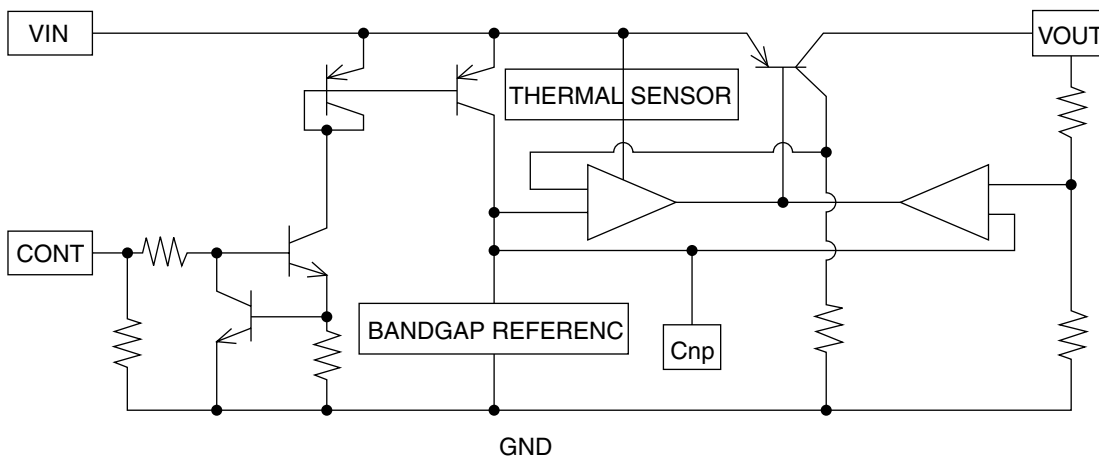 VIN
VOUT
THERMAL SENSOR
CONT
BANDGAP REFERENC
Cnp
GND